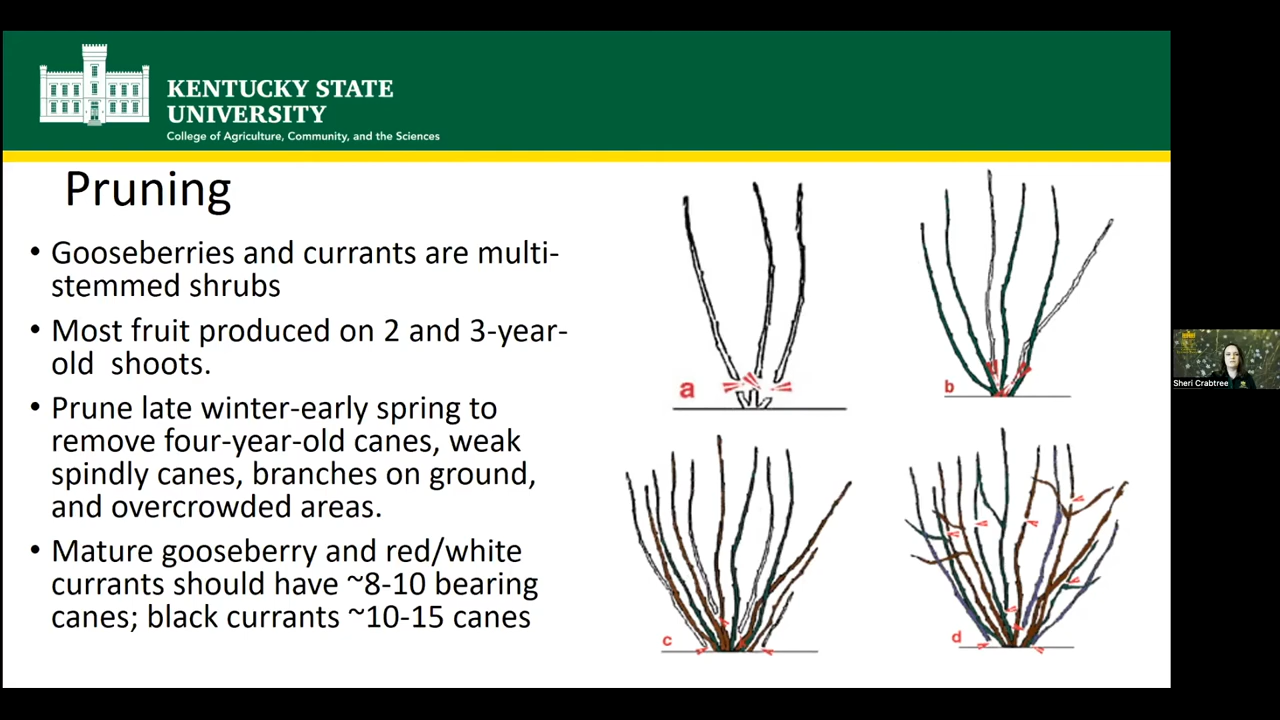 KENTUCKY STATE
UNIVERSITY
College of Agriculture, Community, and the Sciences
Pruning
• Gooseberries and currants are multi-
stemmed shrubs
• Most fruit produced on 2 and 3-year-
old shoots.
• Prune late winter-early spring to
remove four-year-old canes, weak
spindly canes, branches on ground,
and overcrowded areas.
• Mature gooseberry and red/white
currants should have ~8-10 bearing
canes; black currants ~10-15 canes
a
b
c
d
Sheri Crabtree